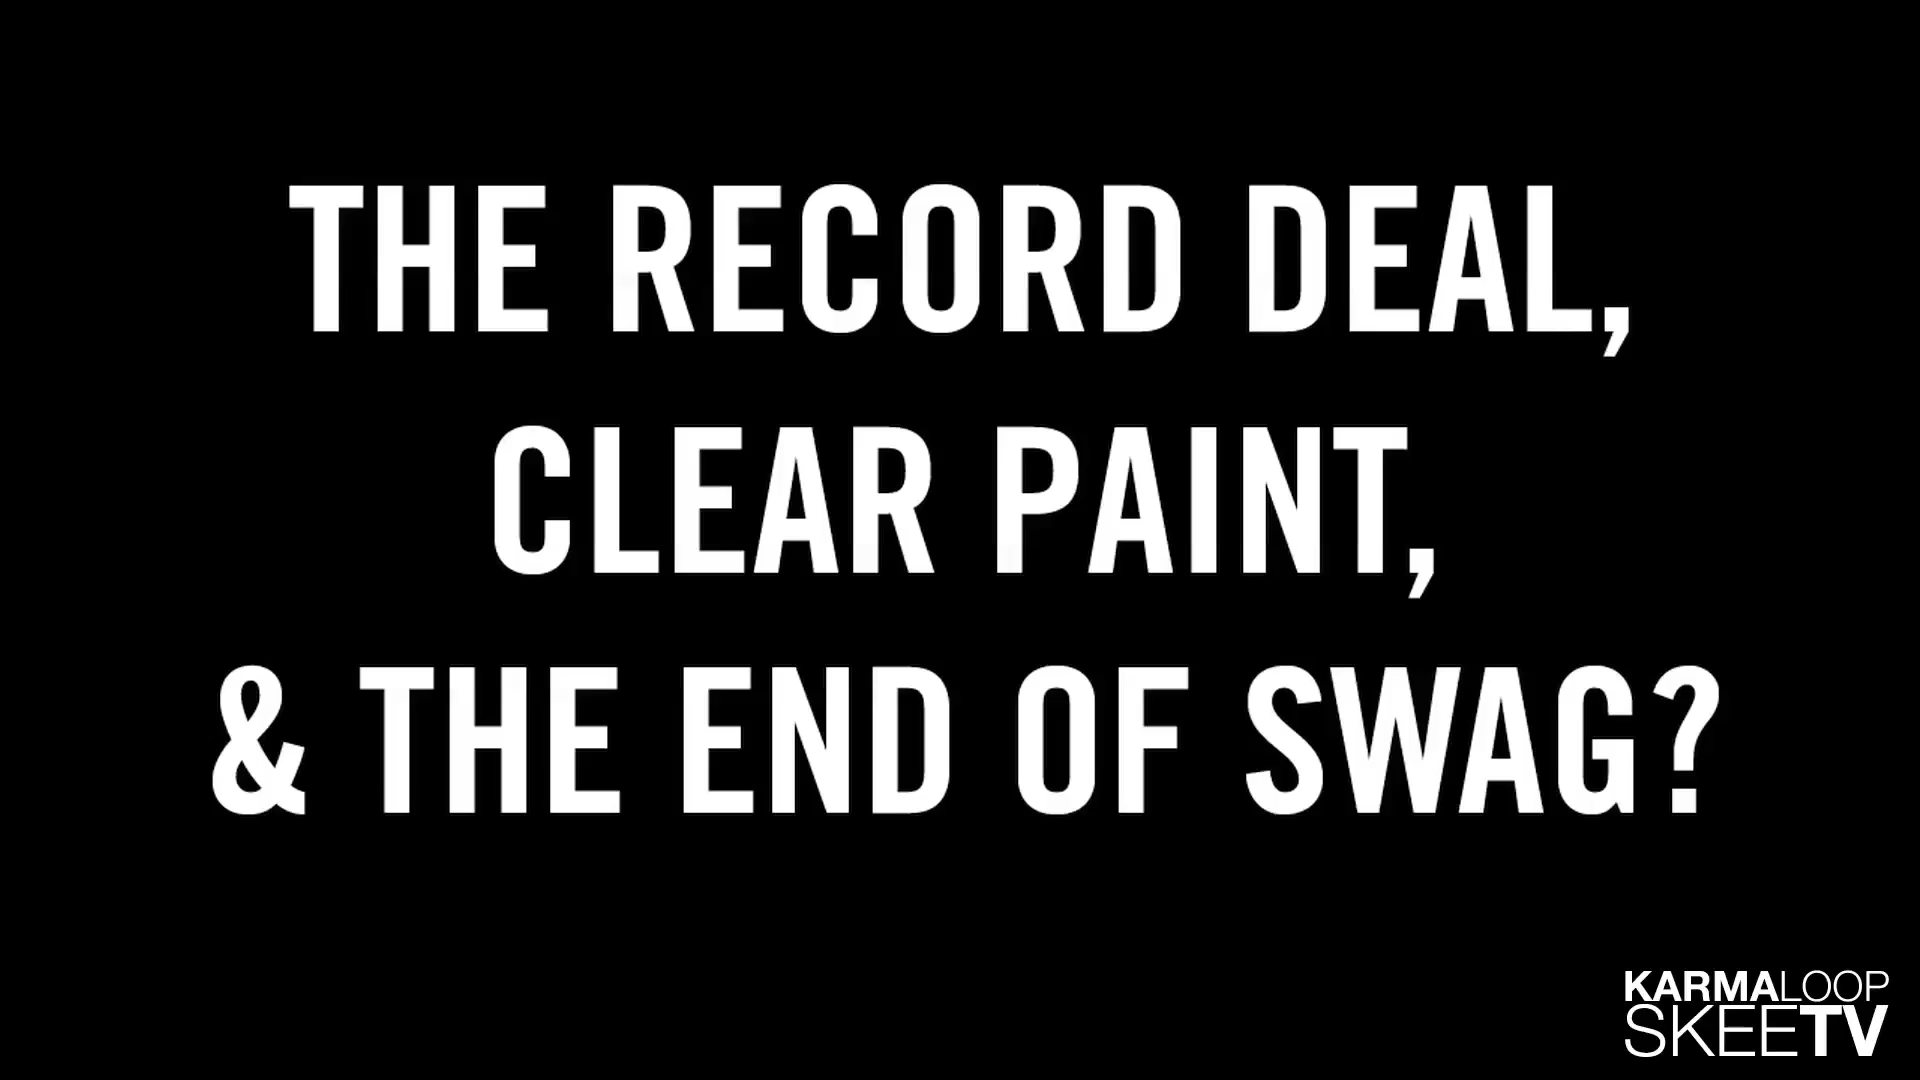 THE RECORD DEAL,
CLEAR PAINT,
& THE END OF SWAG?
KARMALOOP
SKEETV